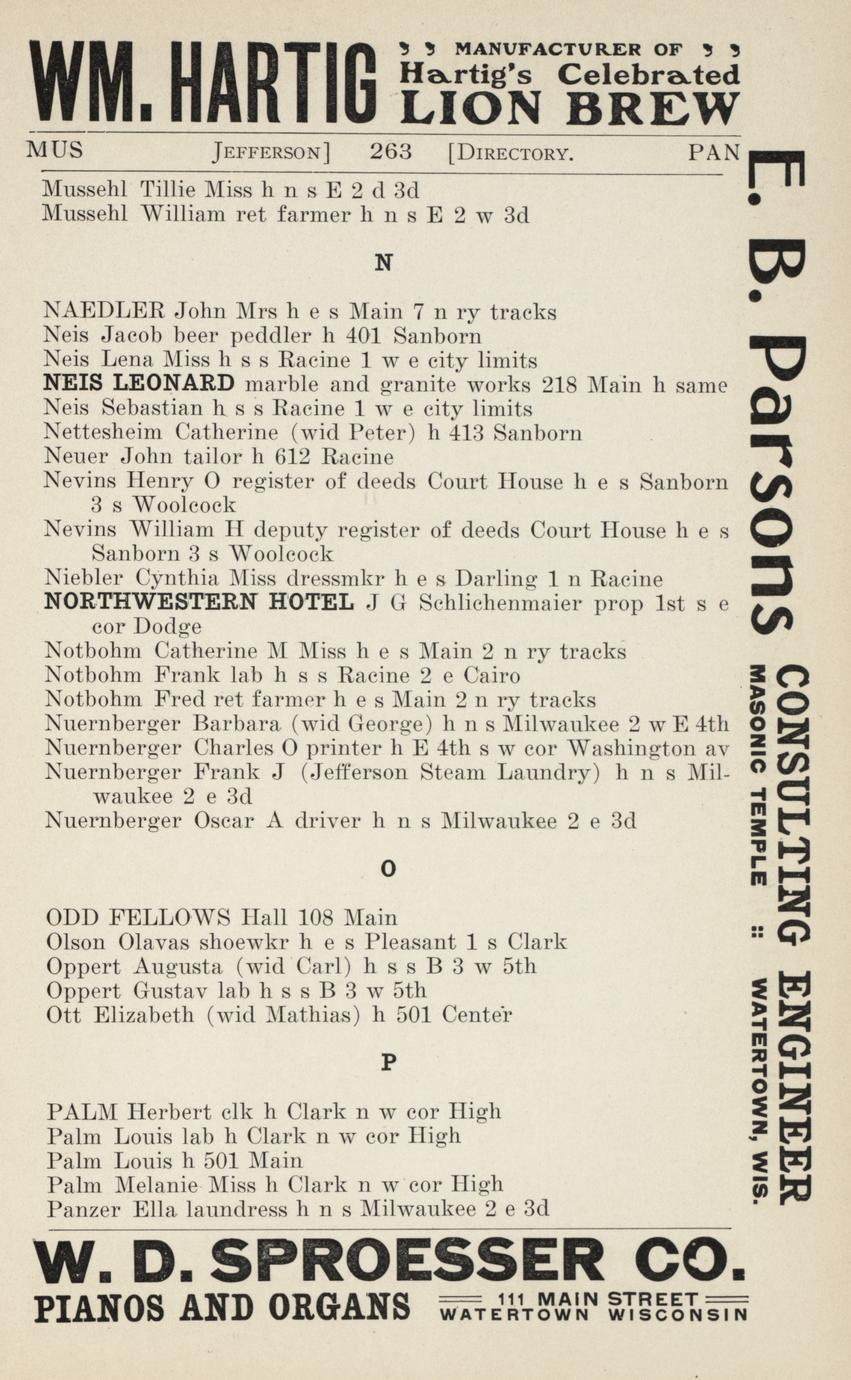 WM. HARTIG
MANUFACTURER OF
Hartig's Celebrated
LION BREW
MUS JEFFERSON] 263 [DIRECTORY. PAN
Mussehl Tillie Miss h n s E 2 d 3d
Mussehl William ret farmer h n s E 2 w 3d
N
NAEDLER John Mrs h e s Main 7 n ry tracks
Neis Jacob beer peddler h 401 Sanborn
Neis Lena Miss h s s Racine 1 w e city limits
NEIS LEONARD marble and granite works 218 Main h same
Neis Sebastian h s s Racine 1 w e city limits
Nettesheim Catherine (wid Peter) h 413 Sanborn
Neuer John tailor h 612 Racine
Nevins Henry O register of deeds Court House h e s Sanborn
3 s Woolcock
Nevins William H deputy register of deeds Court House h e s
Sanborn 3 s Woolcock
Niebler Cynthia Miss dressmkr h e s Darling 1 n Racine
NORTHWESTERN HOTEL J G Schlichenmaier prop 1st s e
cor Dodge
Notbohm Catherine M Miss h e s Main 2 n ry tracks
Notbohm Frank lab h s s Racine 2 e Cairo
Notbohm Fred ret farmer h e s Main 2 n ry tracks
Nuernberger Barbara (wid George) h n s Milwaukee 2 w E 4th
Nuernberger Charles O printer h E 4th s w cor Washington av
Nuernberger Frank J (Jefferson Steam Laundry) h n s Mil-
waukee 2 e 3d
Nuernberger Oscar A driver h n s Milwaukee 2 e 3d
O
ODD FELLOWS Hall 108 Main
Olson Olavas shoewkr h e s Pleasant 1 s Clark
Oppert Augusta (wid Carl) h s s B 3 w 5th
Oppert Gustav lab h s s B 3 w 5th
Ott Elizabeth (wid Mathias) h 501 Center
P
PALM Herbert clk h Clark n w cor High
Palm Louis lab h Clark n w cor High
Palm Louis h 501 Main
Palm Melanie Miss h Clark n w cor High
Panzer Ella laundress h n s Milwaukee 2 e 3d
E. B. Parsons
CONSULTING ENGINEER
MASONIC TEMPLE :: WATERTOWN, WIS.
W. D. SPROESSER CO.
PIANOS AND ORGANS
111 MAIN STREET
WATERTOWN WISCONSIN